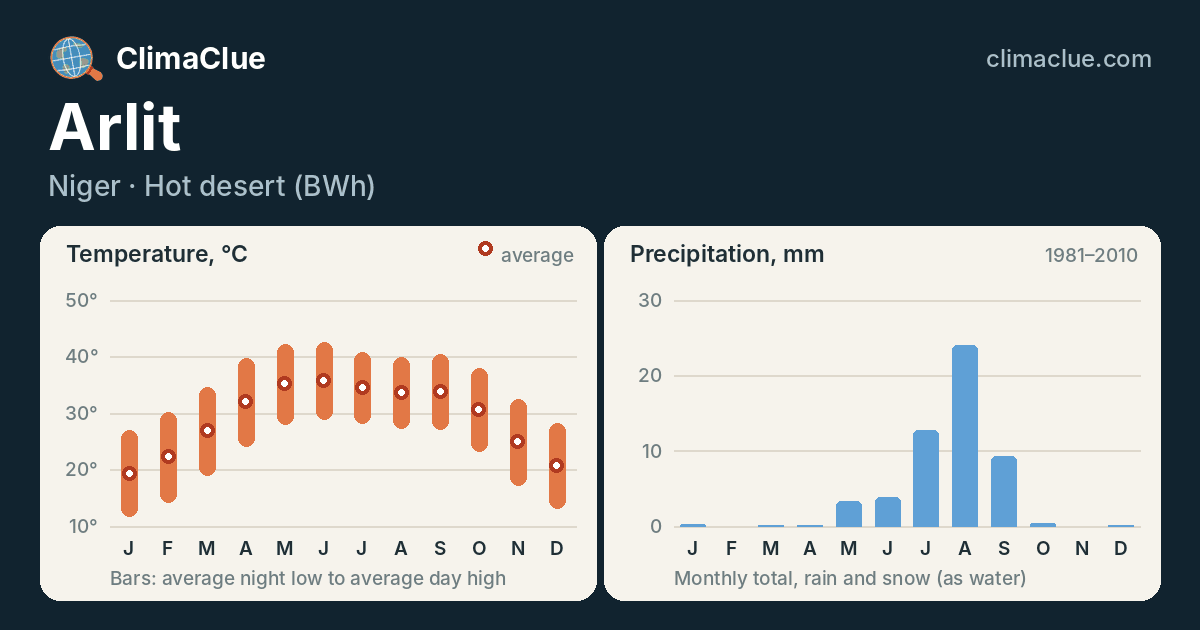 ClimaClue
climaclue.com
Arlit
Niger · Hot desert (BWh)
Temperature, °C
average
50°
40°
30°
20°
10°
J F M A M J J A S O N D
Bars: average night low to average day high
Precipitation, mm
1981–2010
30
20
10
0
J F M A M J J A S O N D
Monthly total, rain and snow (as water)